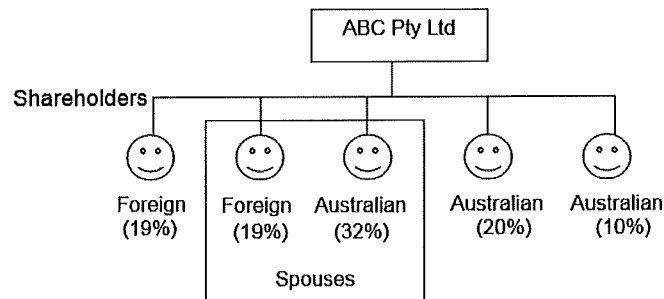 ABC Pty Ltd
Shareholders
Foreign Foreign Australian Australian Australian
(19%) (19%) (32%) (20%) (10%)
Spouses